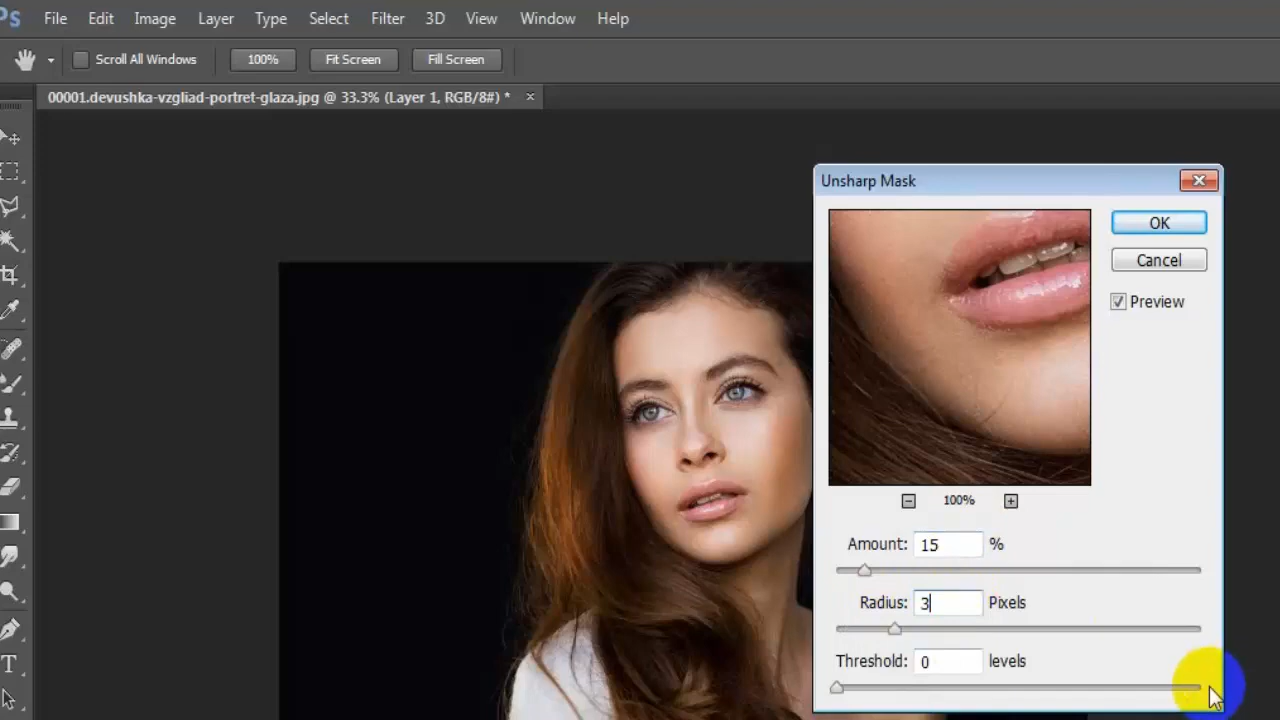 Ps File Edit Image Layer Type Select Filter 3D View Window Help
Scroll All Windows 100% Fit Screen Fill Screen
00001.devushka-vzgliad-portret-glaza.jpg @ 33.3% (Layer 1, RGB/8#) *
Unsharp Mask
OK
Cancel
Preview
100%
Amount: 15 %
Radius: 3 Pixels
Threshold: 0 levels
T